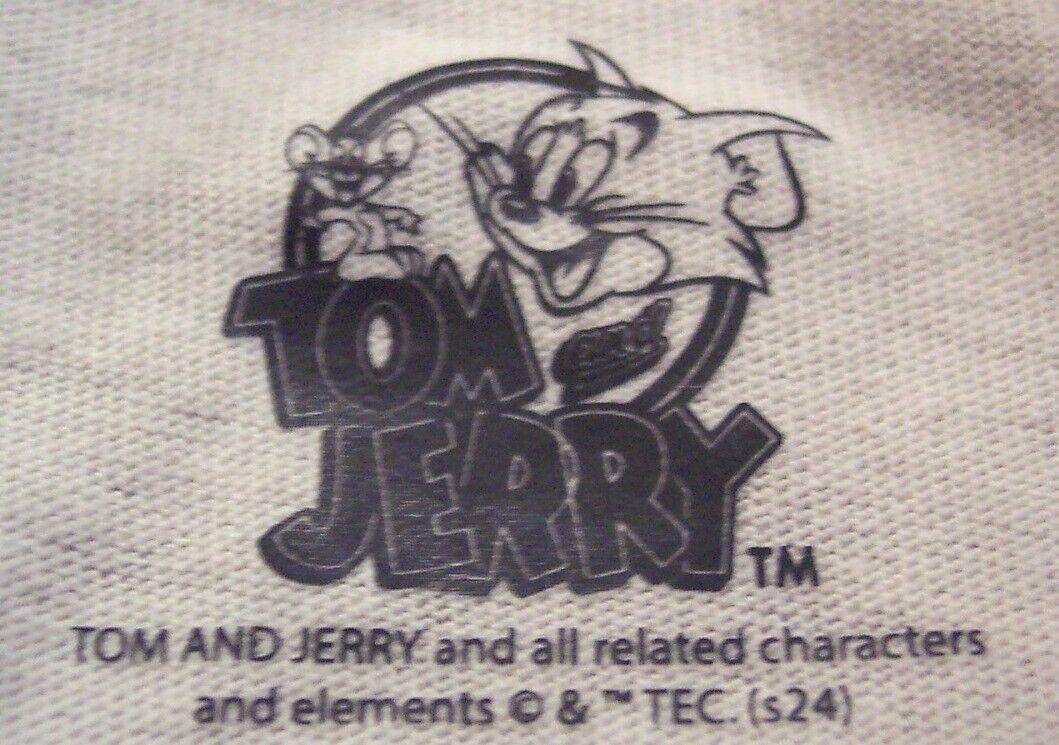 TOM
and
JERRY
TM
TOM AND JERRY and all related characters
and elements © & ™ TEC. (s24)